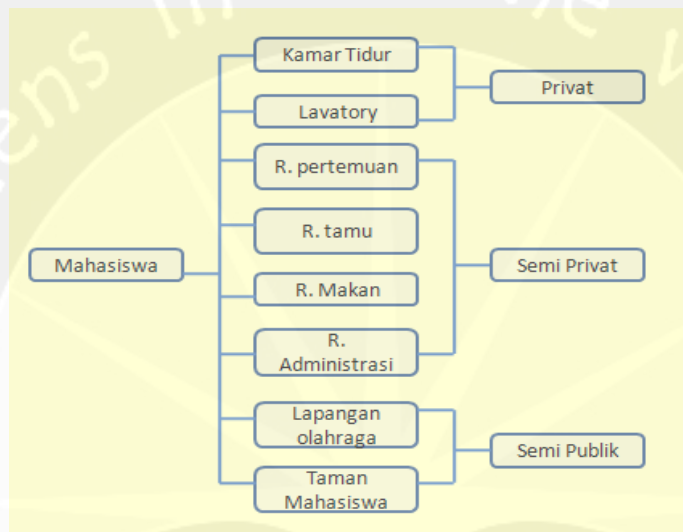 Kamar Tidur
Privat
Lavatory
R. pertemuan
R. tamu
Mahasiswa
Semi Privat
R. Makan
R.
Administrasi
Lapangan
olahraga
Semi Publik
Taman
Mahasiswa